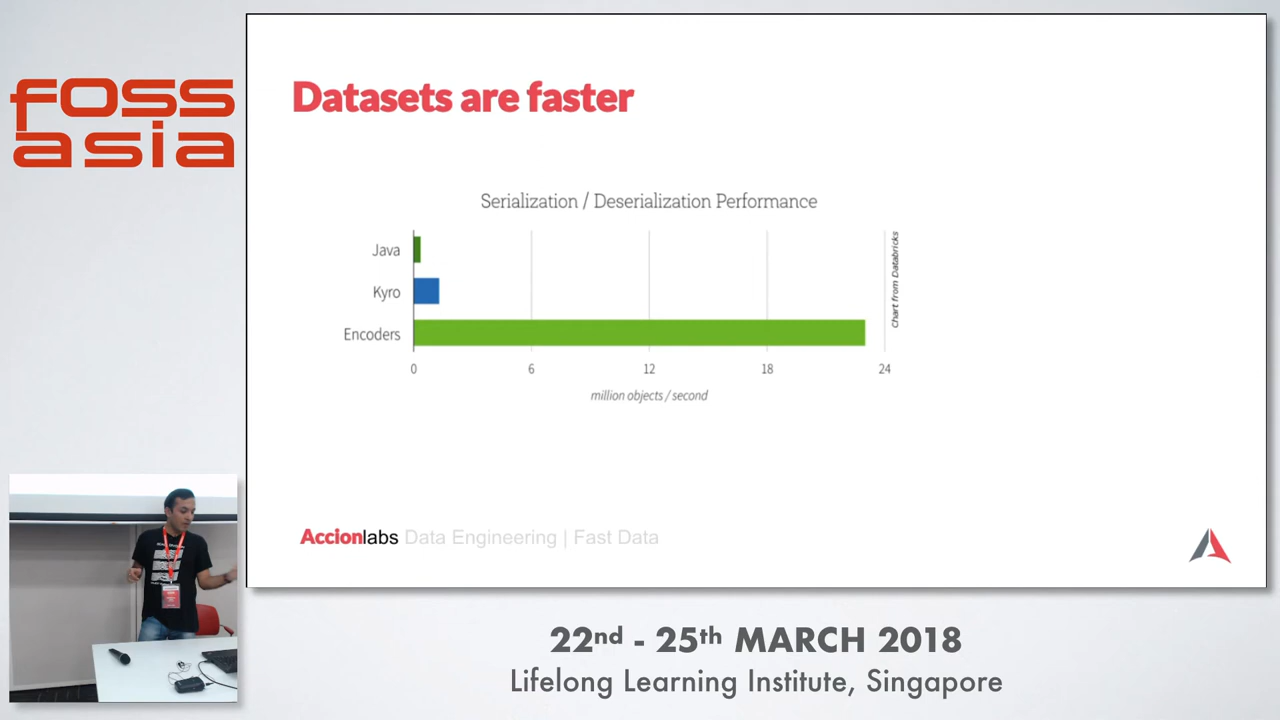 foss
asia
Datasets are faster
Serialization / Deserialization Performance
Java
Kyro
Encoders
0 6 12 18 24
million objects / second
Chart from Databricks
Accionlabs Data Engineering | Fast Data
22nd - 25th MARCH 2018
Lifelong Learning Institute, Singapore